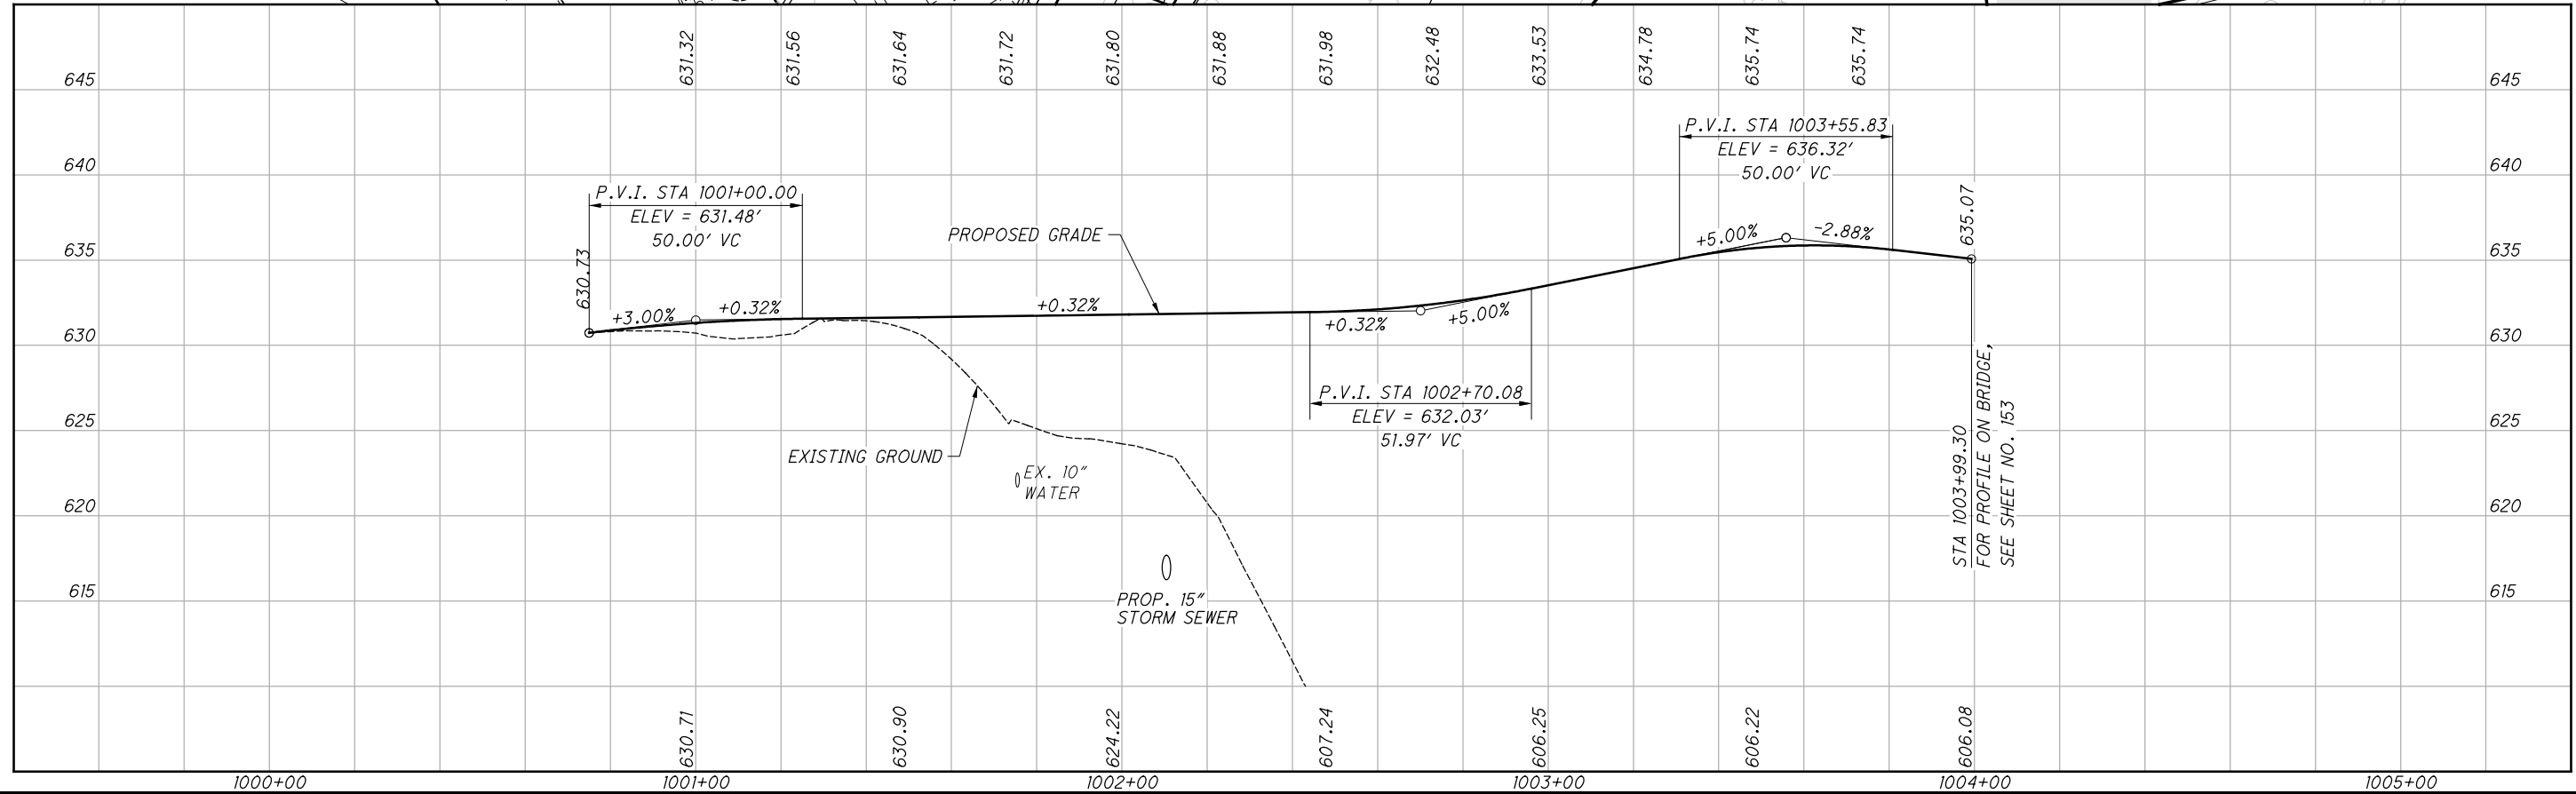 631.32 631.56 631.64 631.72 631.80 631.88 631.98 632.48 633.53 634.78 635.74 635.74
645 645
P.V.I. STA 1003+55.83
ELEV = 636.32'
50.00' VC
640 640
P.V.I. STA 1001+00.00
ELEV = 631.48'
50.00' VC
635.07
PROPOSED GRADE
+5.00% -2.88%
635 635
630.73
+3.00% +0.32% +0.32%
+0.32% +5.00%
630 630
P.V.I. STA 1002+70.08
ELEV = 632.03'
51.97' VC
625 625
EXISTING GROUND
EX. 10"
WATER
STA 1003+99.30
FOR PROFILE ON BRIDGE,
SEE SHEET NO. 153
620 620
PROP. 15"
STORM SEWER
615 615
630.71 630.90 624.22 607.24 606.25 606.22 606.08
1000+00 1001+00 1002+00 1003+00 1004+00 1005+00